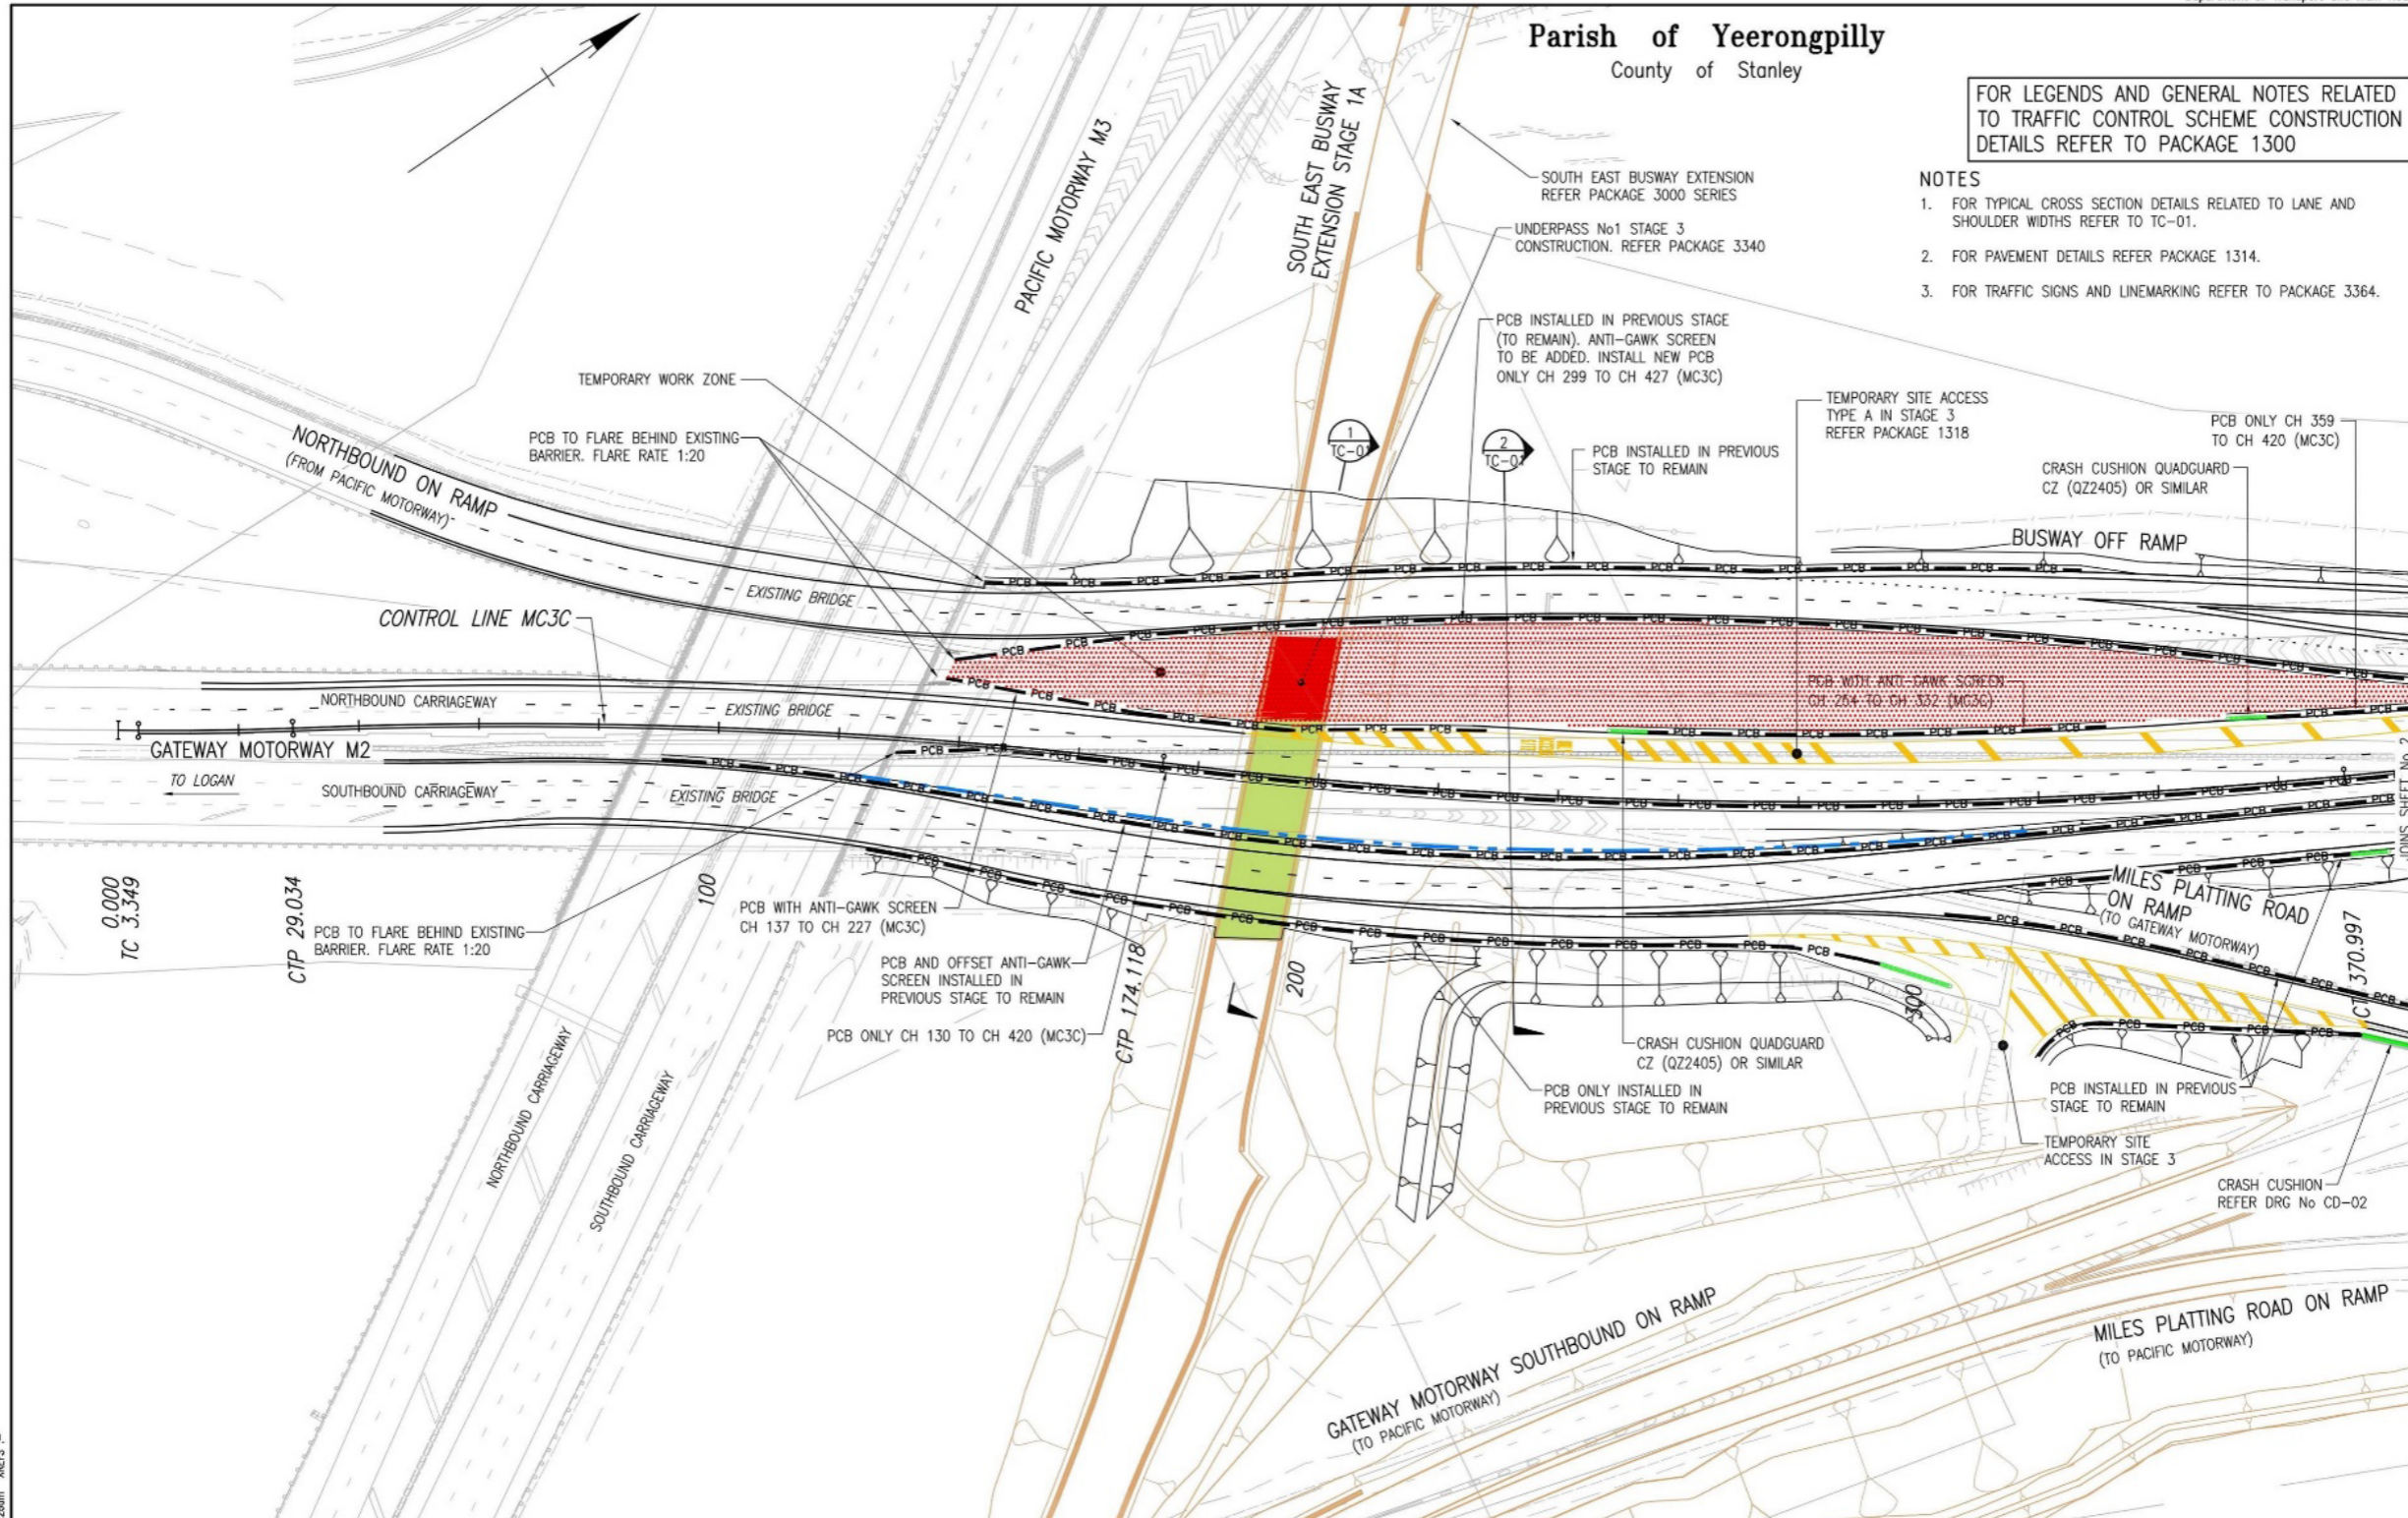 Parish of Yeerongpilly
County of Stanley
FOR LEGENDS AND GENERAL NOTES RELATED
TO TRAFFIC CONTROL SCHEME CONSTRUCTION
DETAILS REFER TO PACKAGE 1300
NOTES
1. FOR TYPICAL CROSS SECTION DETAILS RELATED TO LANE AND
SHOULDER WIDTHS REFER TO TC-01.
2. FOR PAVEMENT DETAILS REFER PACKAGE 1314.
3. FOR TRAFFIC SIGNS AND LINEMARKING REFER TO PACKAGE 3364.
PACIFIC MOTORWAY M3
SOUTH EAST BUSWAY
EXTENSION STAGE 1A
SOUTH EAST BUSWAY EXTENSION
REFER PACKAGE 3000 SERIES
UNDERPASS No1 STAGE 3
CONSTRUCTION. REFER PACKAGE 3340
PCB INSTALLED IN PREVIOUS STAGE
(TO REMAIN). ANTI-GAWK SCREEN
TO BE ADDED. INSTALL NEW PCB
ONLY CH 299 TO CH 427 (MC3C)
TEMPORARY WORK ZONE
PCB TO FLARE BEHIND EXISTING
BARRIER. FLARE RATE 1:20
TEMPORARY SITE ACCESS
TYPE A IN STAGE 3
REFER PACKAGE 1318
PCB ONLY CH 359
TO CH 420 (MC3C)
CRASH CUSHION QUADGUARD
CZ (QZ2405) OR SIMILAR
1
2
PCB INSTALLED IN PREVIOUS
STAGE TO REMAIN
NORTHBOUND ON RAMP
(FROM PACIFIC MOTORWAY)
BUSWAY OFF RAMP
EXISTING BRIDGE
CONTROL LINE MC3C
PCB WITH ANTI-GAWK SCREEN
CH 254 TO CH 332 (MC3C)
NORTHBOUND CARRIAGEWAY
EXISTING BRIDGE
GATEWAY MOTORWAY M2
TO LOGAN
SOUTHBOUND CARRIAGEWAY
EXISTING BRIDGE
JOINS SHEET No 2
0.000
TC 3.349
CTP 29.034
100
PCB TO FLARE BEHIND EXISTING
BARRIER. FLARE RATE 1:20
PCB WITH ANTI-GAWK SCREEN
CH 137 TO CH 227 (MC3C)
PCB AND OFFSET ANTI-GAWK
SCREEN INSTALLED IN
PREVIOUS STAGE TO REMAIN
PCB ONLY CH 130 TO CH 420 (MC3C)
CTP 174.118
200
300
MILES PLATTING ROAD
ON RAMP
(TO GATEWAY MOTORWAY)
370.997
CRASH CUSHION QUADGUARD
CZ (QZ2405) OR SIMILAR
PCB ONLY INSTALLED IN
PREVIOUS STAGE TO REMAIN
PCB INSTALLED IN PREVIOUS
STAGE TO REMAIN
TEMPORARY SITE
ACCESS IN STAGE 3
CRASH CUSHION
REFER DRG No CD-02
NORTHBOUND CARRIAGEWAY
SOUTHBOUND CARRIAGEWAY
GATEWAY MOTORWAY SOUTHBOUND ON RAMP
(TO PACIFIC MOTORWAY)
MILES PLATTING ROAD ON RAMP
(TO PACIFIC MOTORWAY)